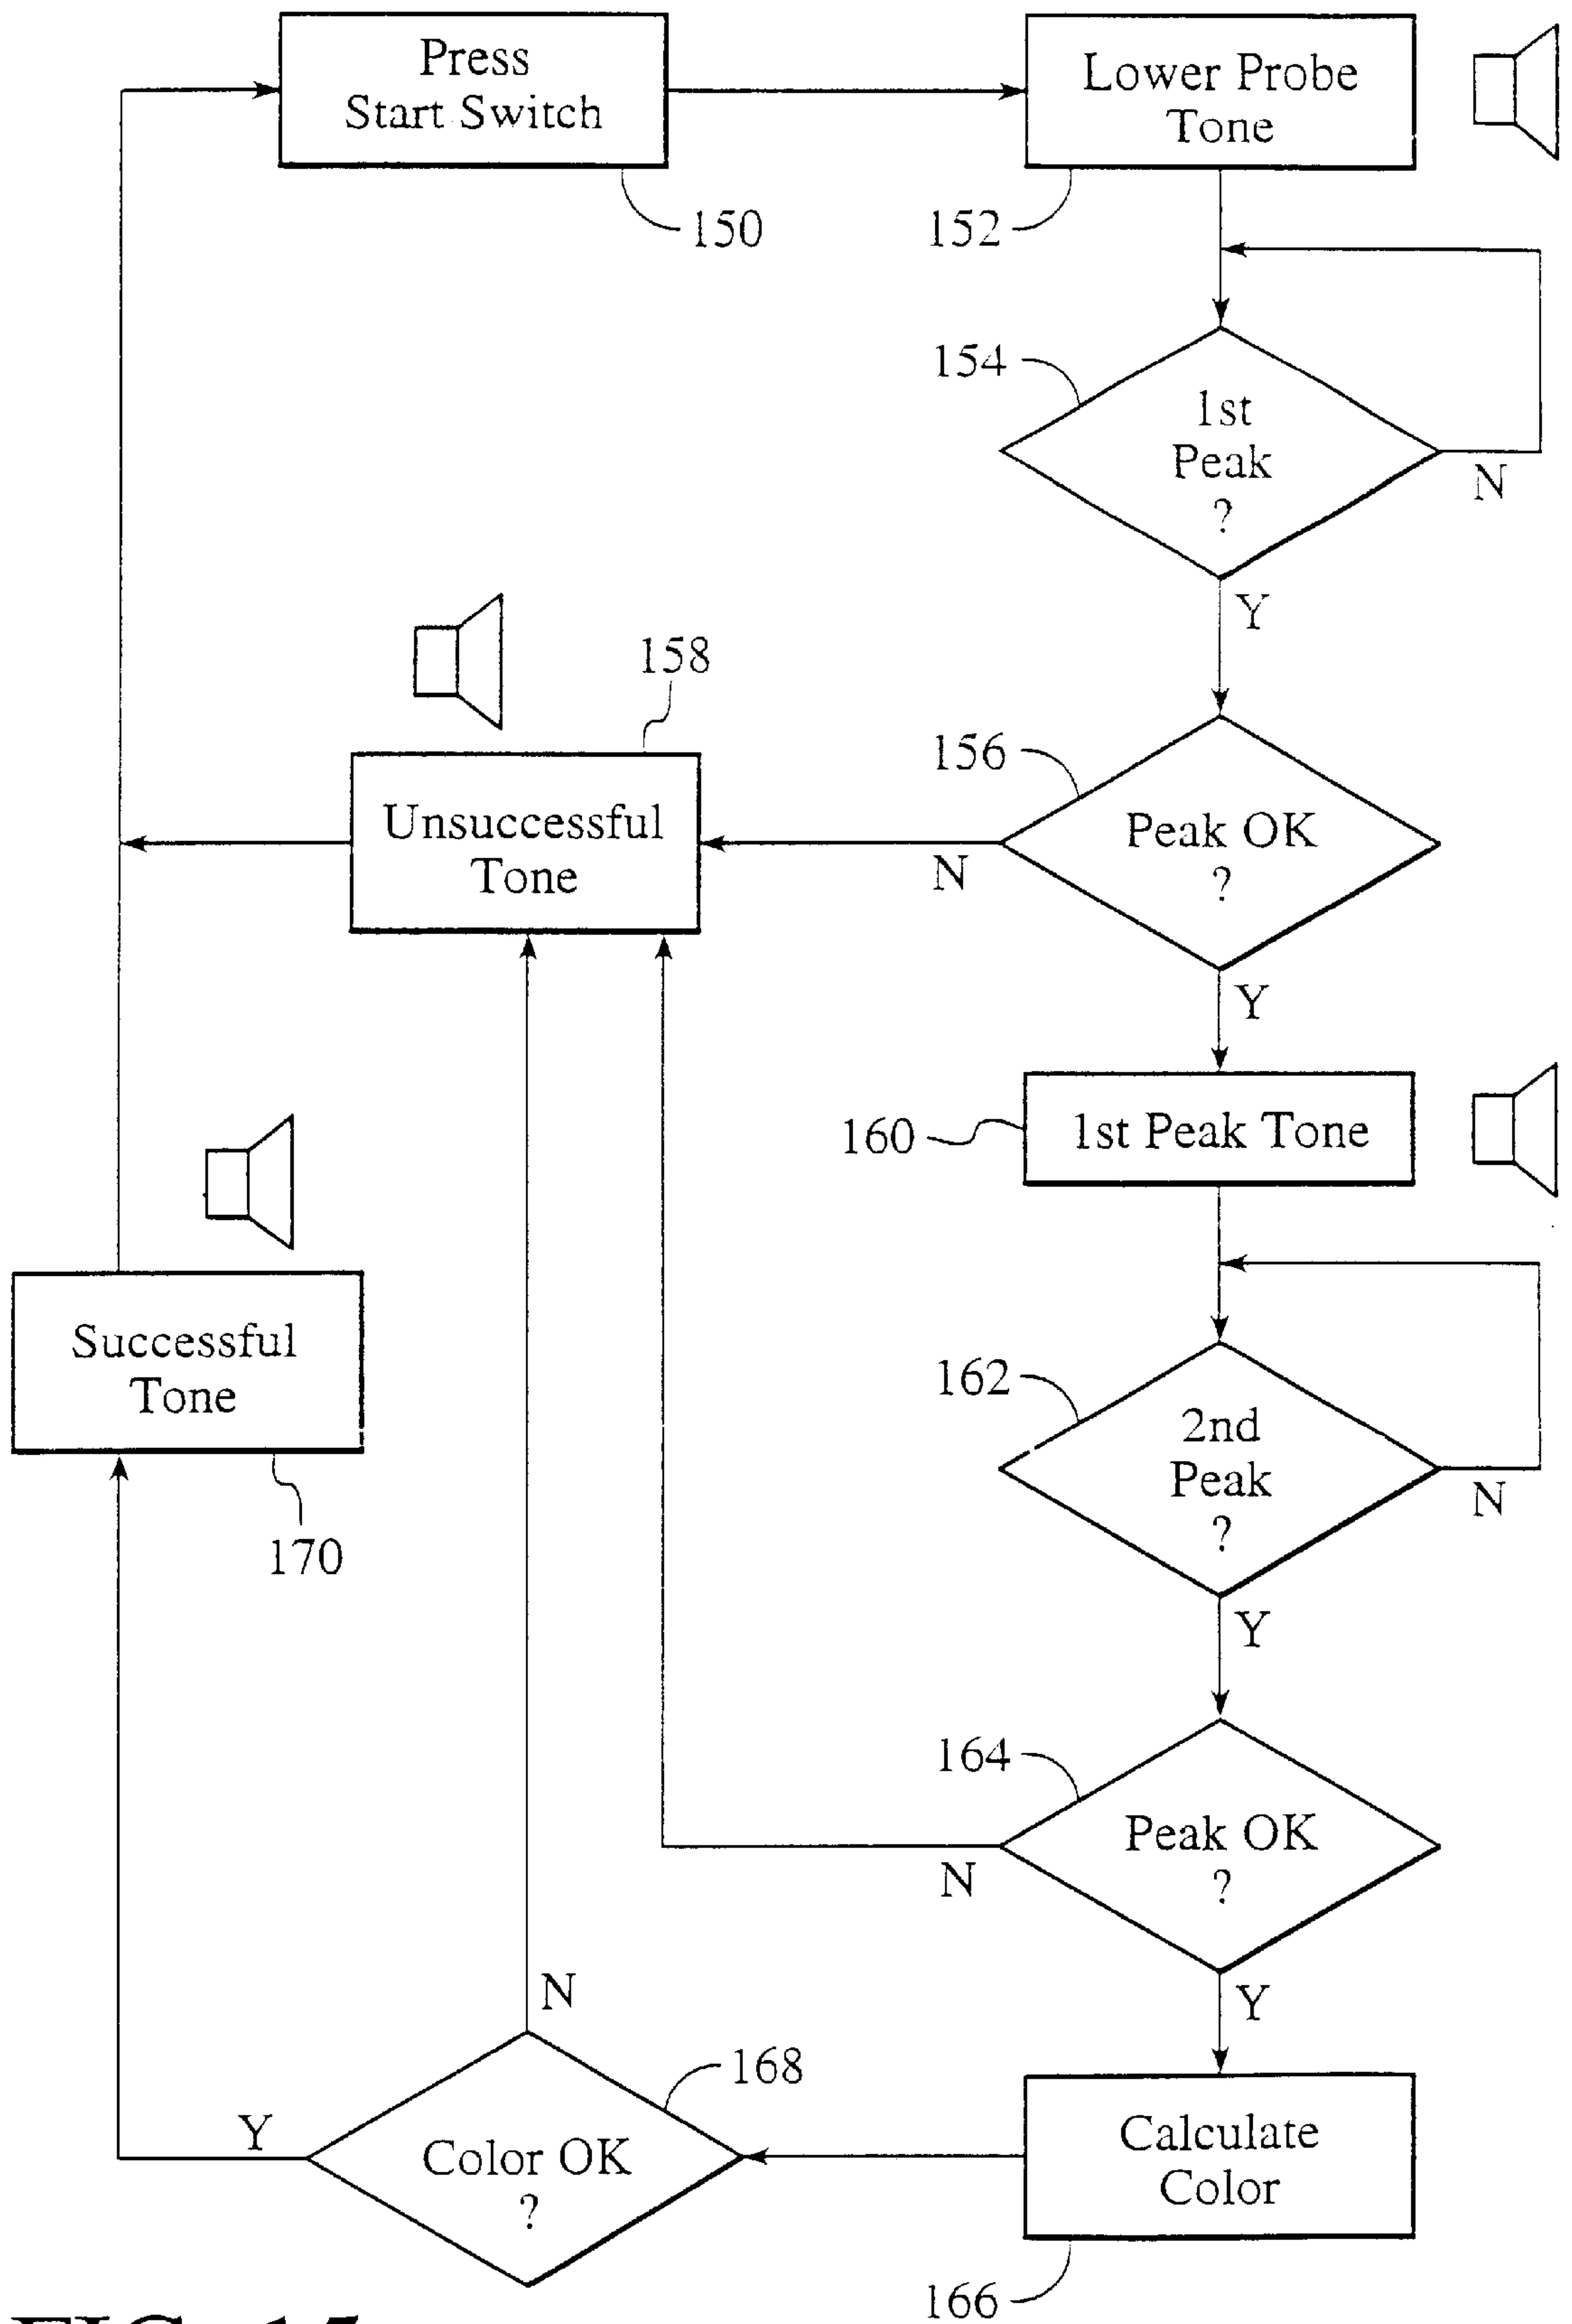 Press
Start Switch
150
Lower Probe
Tone
152
154
1st
Peak
?
N
Y
158
Unsuccessful
Tone
156
Peak OK
?
N
Y
160
1st Peak Tone
Successful
Tone
170
162
2nd
Peak
?
N
Y
164
Peak OK
?
N
Y
N
168
Y
Color OK
?
Calculate
Color
166